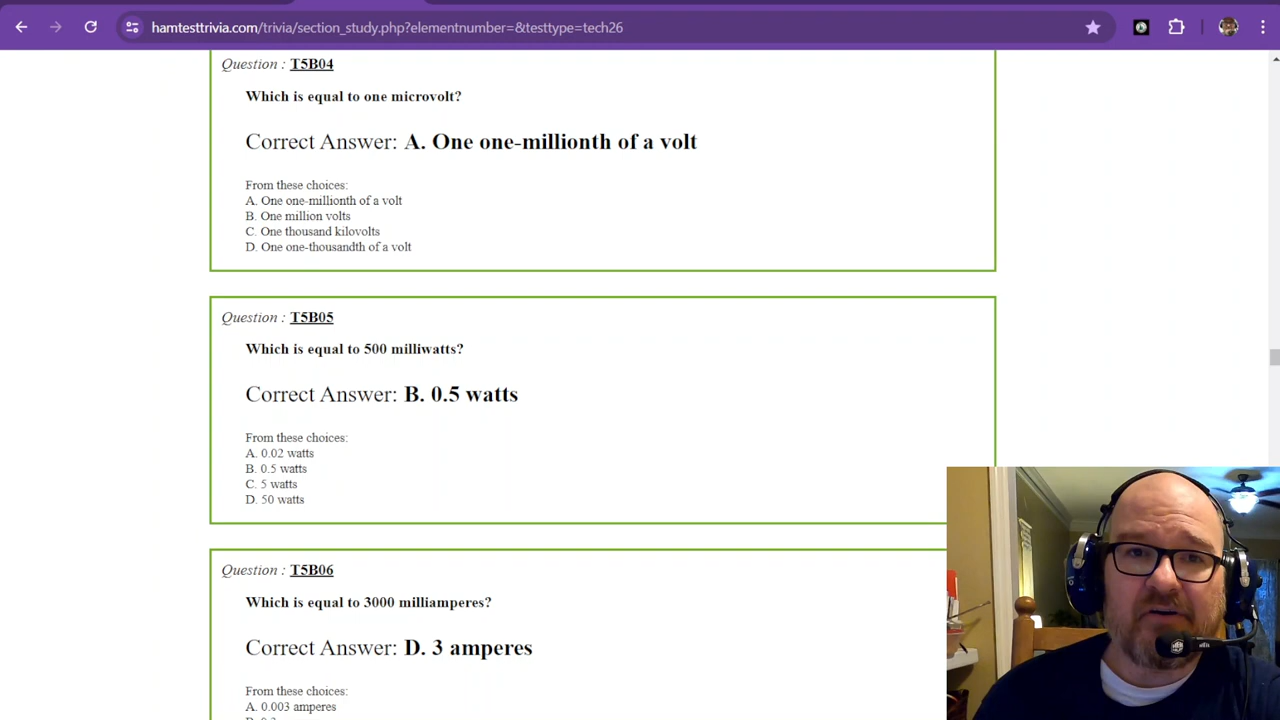 hamtesttrivia.com/trivia/section_study.php?elementnumber=&testtype=tech26
Question : T5B04
Which is equal to one microvolt?
Correct Answer: A. One one-millionth of a volt
From these choices:
A. One one-millionth of a volt
B. One million volts
C. One thousand kilovolts
D. One one-thousandth of a volt
Question : T5B05
Which is equal to 500 milliwatts?
Correct Answer: B. 0.5 watts
From these choices:
A. 0.02 watts
B. 0.5 watts
C. 5 watts
D. 50 watts
Question : T5B06
Which is equal to 3000 milliamperes?
Correct Answer: D. 3 amperes
From these choices:
A. 0.003 amperes